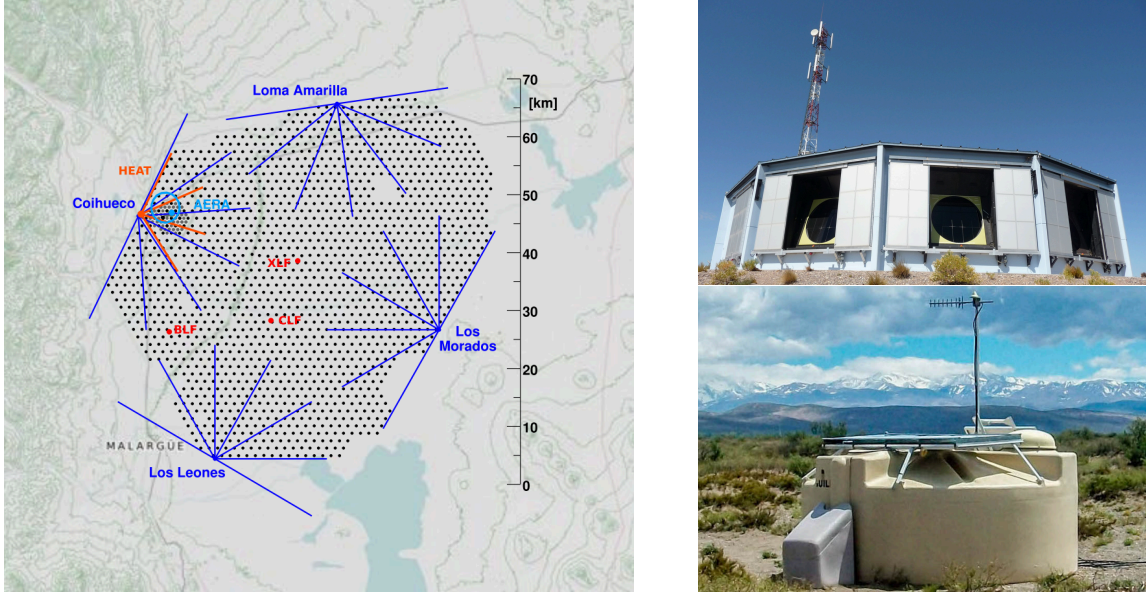 Loma Amarilla
70
[km]
60
HEAT
50
Coihueco
AERA
40
XLF
30
CLF
BLF
Los
Morados
20
10
MALARGÜE
Los Leones
0